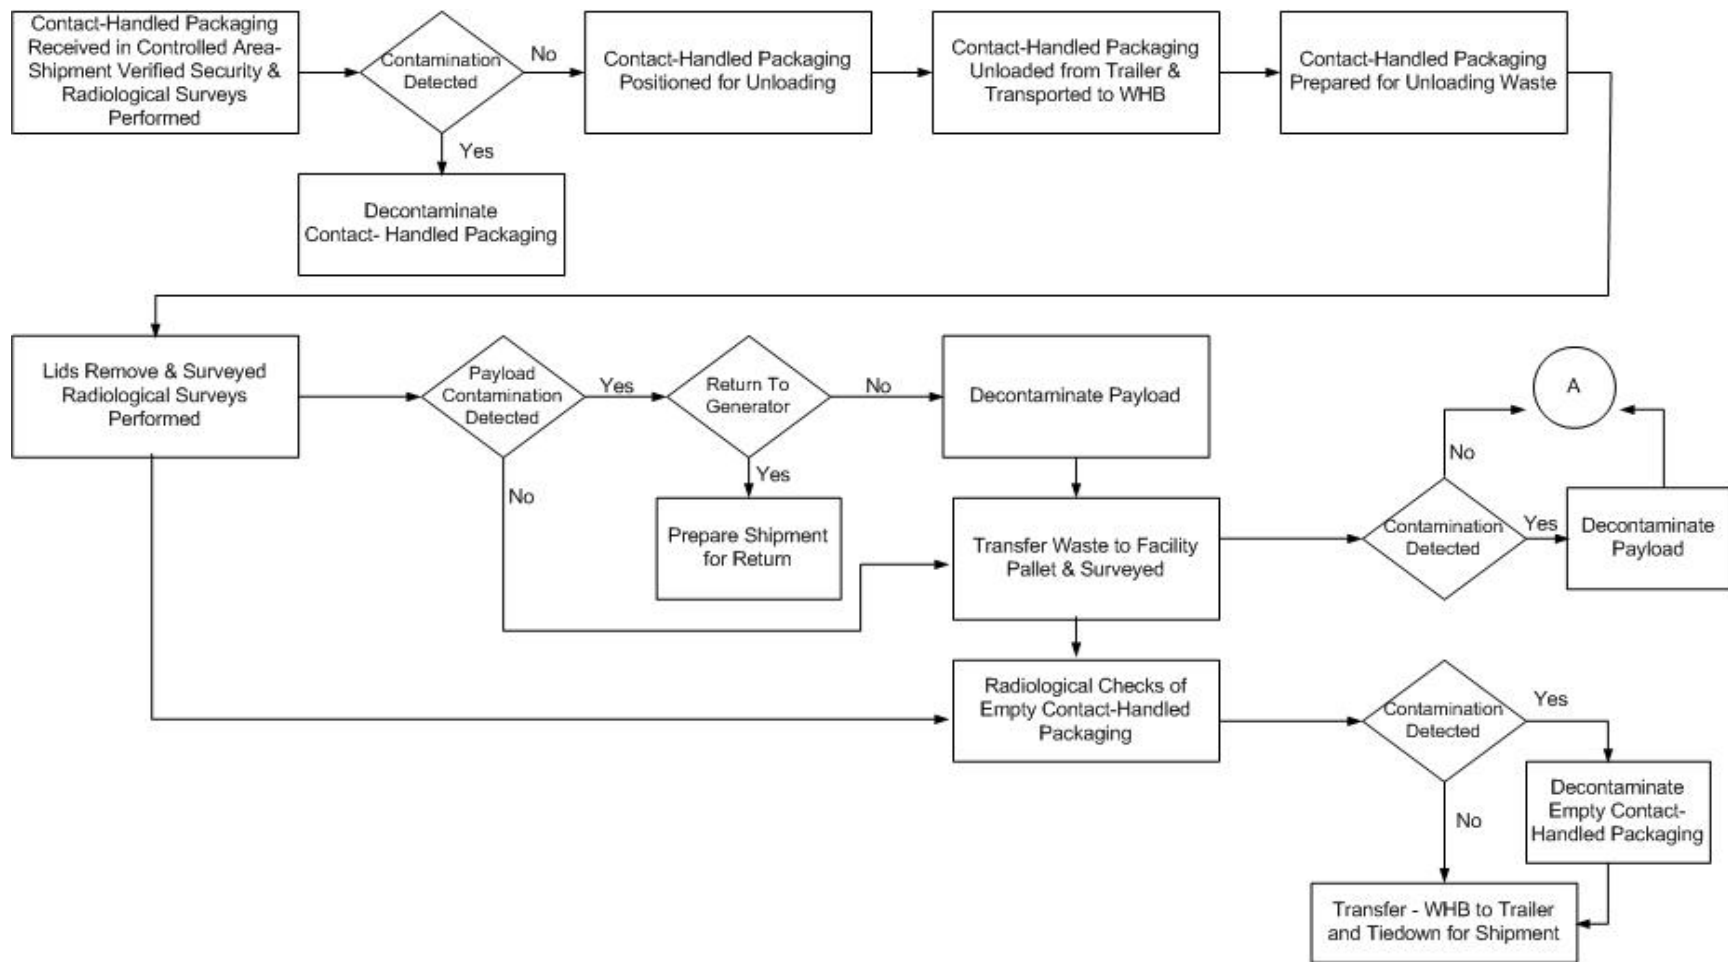 Contact-Handled Packaging
Received in Controlled Area-
Shipment Verified Security &
Radiological Surveys
Performed
Contamination
Detected
No
Yes
Decontaminate
Contact- Handled Packaging
Contact-Handled Packaging
Positioned for Unloading
Contact-Handled Packaging
Unloaded from Trailer &
Transported to WHB
Contact-Handled Packaging
Prepared for Unloading Waste
Lids Remove & Surveyed
Radiological Surveys
Performed
Payload
Contamination
Detected
Yes
No
Return To
Generator
No
Yes
Prepare Shipment
for Return
Decontaminate Payload
Transfer Waste to Facility
Pallet & Surveyed
Contamination
Detected
No
Yes
A
Decontaminate
Payload
Radiological Checks of
Empty Contact-Handled
Packaging
Contamination
Detected
Yes
No
Decontaminate
Empty Contact-
Handled Packaging
Transfer - WHB to Trailer
and Tiedown for Shipment